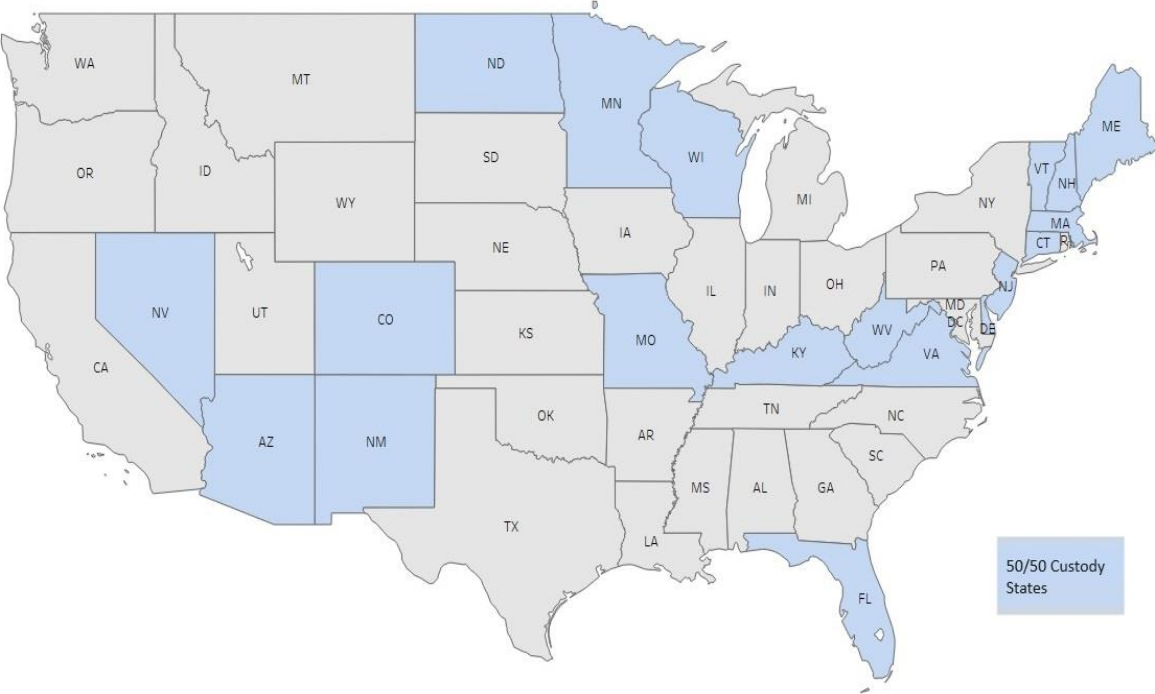 WA
MT
ND
MN
ME
OR
ID
SD
WI
VT
NH
WY
MI
NY
MA
IA
CT
RI
NE
PA
NV
UT
CO
IL
IN
OH
NJ
MD
DC
DE
KS
MO
WV
VA
CA
KY
AZ
NM
OK
TN
NC
AR
SC
MS
AL
GA
TX
LA
50/50 Custody
States
FL